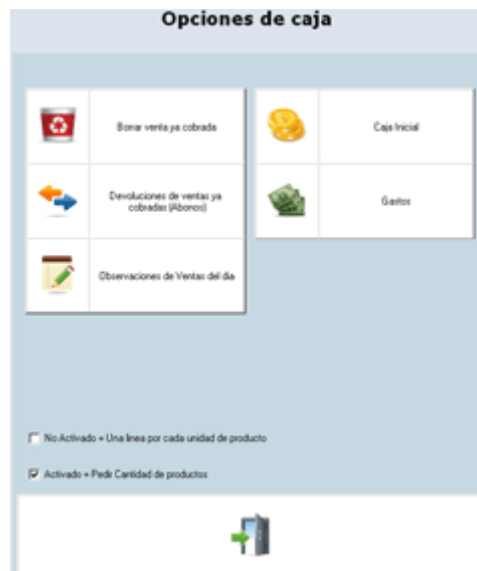 Opciones de caja
Borrar venta ya cobrada
Caja Inicial
Devoluciones de ventas ya
cobradas (Abonos)
Gastos
Observaciones de Ventas del dia
No Activado = Una linea por cada unidad de producto
Activado = Pedir Cantidad de productos